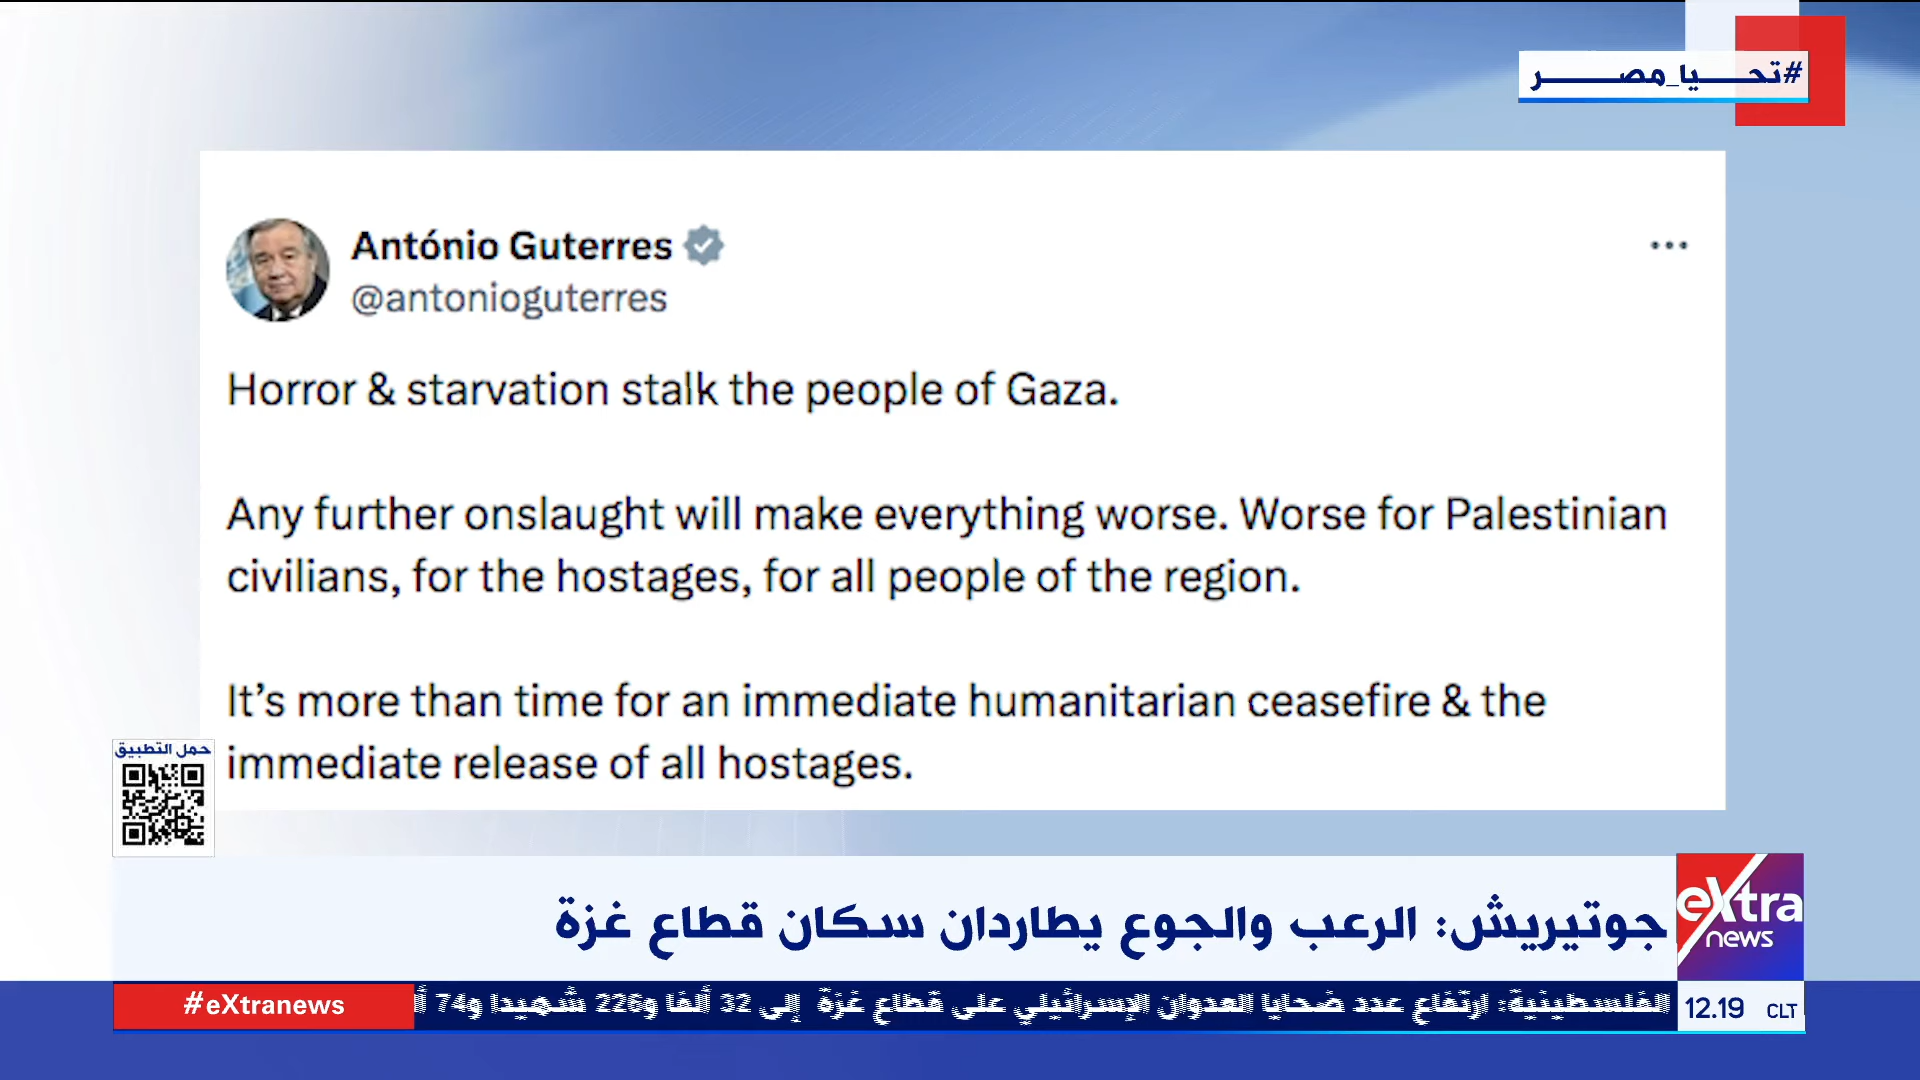 #تحـــيا_مصـــــر
António Guterres
@antonioguterres
Horror & starvation stalk the people of Gaza.
Any further onslaught will make everything worse. Worse for Palestinian
civilians, for the hostages, for all people of the region.
It’s more than time for an immediate humanitarian ceasefire & the
immediate release of all hostages.
حمل التطبيق
جوتيريش: الرعب والجوع يطاردان سكان قطاع غزة
eXtra
news
#eXtranews
الفلسطينية: ارتفاع عدد ضحايا العدوان الإسرائيلي على قطاع غزة إلى 32 ألفا و226 شهيدا و74
12.19 CLT